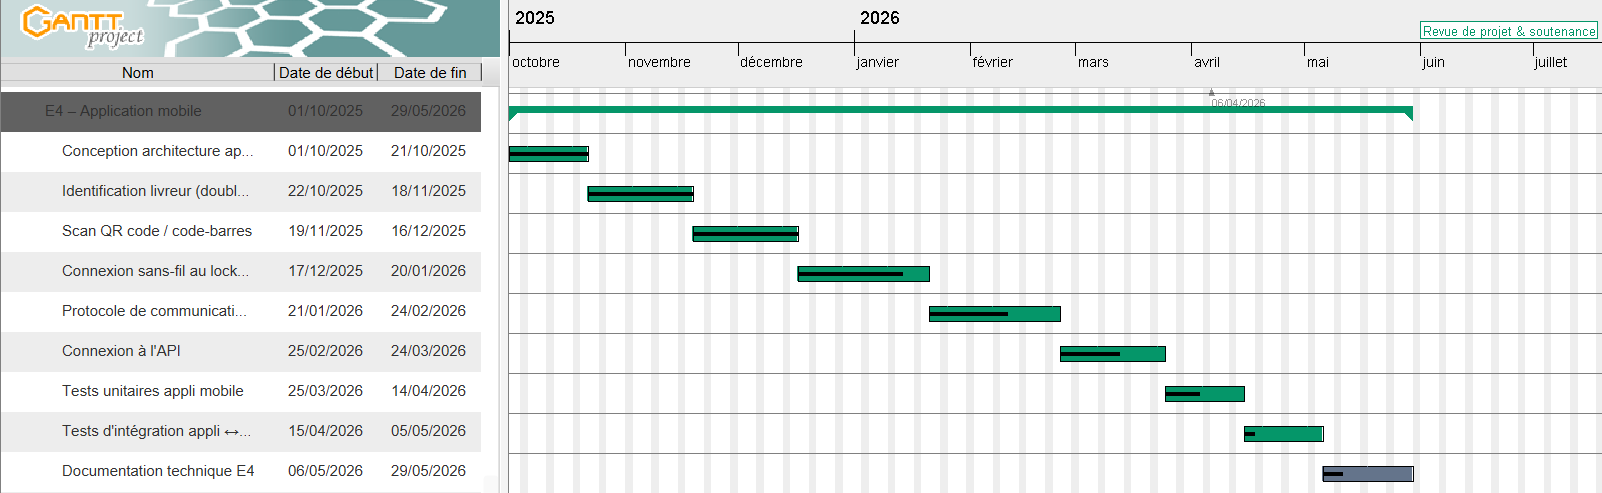 GANTT
project
2025
2026
Revue de projet & soutenance
Nom Date de début Date de fin
octobre novembre décembre janvier février mars avril mai juin juillet
E4 – Application mobile 01/10/2025 29/05/2026
06/04/2026
Conception architecture ap... 01/10/2025 21/10/2025
Identification livreur (doubl... 22/10/2025 18/11/2025
Scan QR code / code-barres 19/11/2025 16/12/2025
Connexion sans-fil au lock... 17/12/2025 20/01/2026
Protocole de communicati... 21/01/2026 24/02/2026
Connexion à l'API 25/02/2026 24/03/2026
Tests unitaires appli mobile 25/03/2026 14/04/2026
Tests d'intégration appli ↔... 15/04/2026 05/05/2026
Documentation technique E4 06/05/2026 29/05/2026